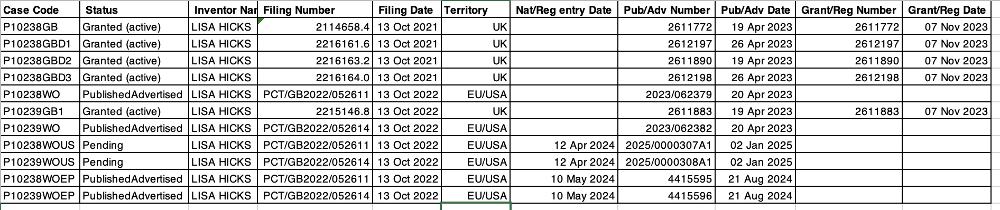 Case Code Status Inventor Nar Filing Number Filing Date Territory Nat/Reg entry Date Pub/Adv Number Pub/Adv Date Grant/Reg Number Grant/Reg Date
P10238GB Granted (active) LISA HICKS 2114658.4 13 Oct 2021 UK 2611772 19 Apr 2023 2611772 07 Nov 2023
P10238GBD1 Granted (active) LISA HICKS 2216161.6 13 Oct 2021 UK 2612197 26 Apr 2023 2612197 07 Nov 2023
P10238GBD2 Granted (active) LISA HICKS 2216163.2 13 Oct 2021 UK 2611890 19 Apr 2023 2611890 07 Nov 2023
P10238GBD3 Granted (active) LISA HICKS 2216164.0 13 Oct 2021 UK 2612198 26 Apr 2023 2612198 07 Nov 2023
P10238WO PublishedAdvertised LISA HICKS PCT/GB2022/052611 13 Oct 2022 EU/USA 2023/062379 20 Apr 2023
P10239GB1 Granted (active) LISA HICKS 2215146.8 13 Oct 2022 UK 2611883 19 Apr 2023 2611883 07 Nov 2023
P10239WO PublishedAdvertised LISA HICKS PCT/GB2022/052614 13 Oct 2022 EU/USA 2023/062382 20 Apr 2023
P10238WOUS Pending LISA HICKS PCT/GB2022/052611 13 Oct 2022 EU/USA 12 Apr 2024 2025/0000307A1 02 Jan 2025
P10239WOUS Pending LISA HICKS PCT/GB2022/052614 13 Oct 2022 EU/USA 12 Apr 2024 2025/0000308A1 02 Jan 2025
P10238WOEP PublishedAdvertised LISA HICKS PCT/GB2022/052611 13 Oct 2022 EU/USA 10 May 2024 4415595 21 Aug 2024
P10239WOEP PublishedAdvertised LISA HICKS PCT/GB2022/052614 13 Oct 2022 EU/USA 10 May 2024 4415596 21 Aug 2024